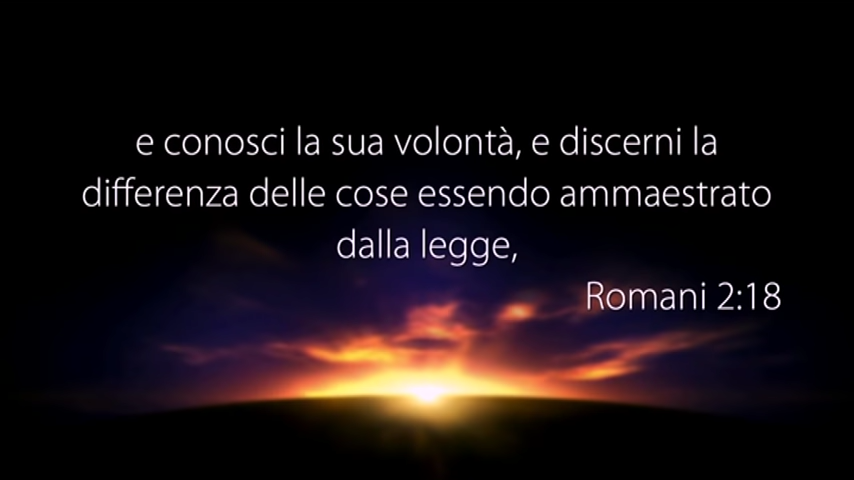 e conosci la sua volontà, e discerni la
differenza delle cose essendo ammaestrato
dalla legge,
Romani 2:18